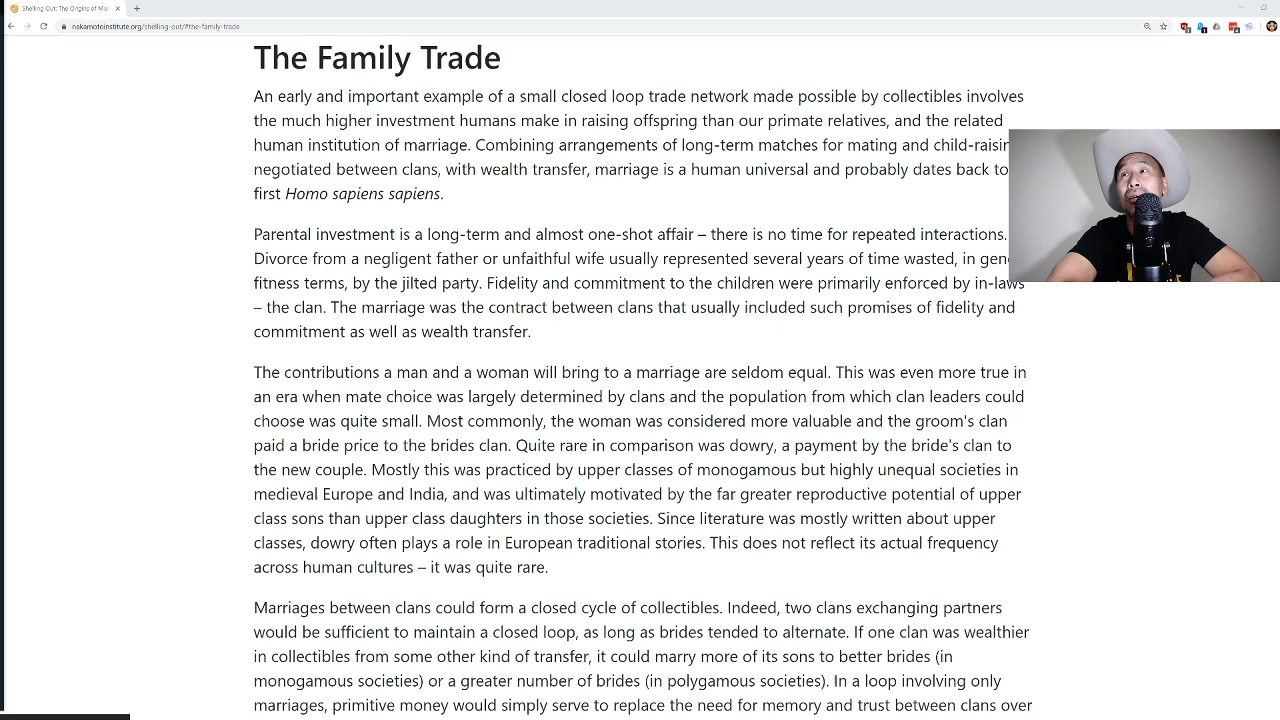 Shelling Out: The Origins of Mon
nakamotoinstitute.org/shelling-out/#the-family-trade
The Family Trade
An early and important example of a small closed loop trade network made possible by collectibles involves
the much higher investment humans make in raising offspring than our primate relatives, and the related
human institution of marriage. Combining arrangements of long-term matches for mating and child-raisin
negotiated between clans, with wealth transfer, marriage is a human universal and probably dates back to
first Homo sapiens sapiens.
Parental investment is a long-term and almost one-shot affair – there is no time for repeated interactions.
Divorce from a negligent father or unfaithful wife usually represented several years of time wasted, in gen
fitness terms, by the jilted party. Fidelity and commitment to the children were primarily enforced by in-laws
– the clan. The marriage was the contract between clans that usually included such promises of fidelity and
commitment as well as wealth transfer.
The contributions a man and a woman will bring to a marriage are seldom equal. This was even more true in
an era when mate choice was largely determined by clans and the population from which clan leaders could
choose was quite small. Most commonly, the woman was considered more valuable and the groom's clan
paid a bride price to the brides clan. Quite rare in comparison was dowry, a payment by the bride's clan to
the new couple. Mostly this was practiced by upper classes of monogamous but highly unequal societies in
medieval Europe and India, and was ultimately motivated by the far greater reproductive potential of upper
class sons than upper class daughters in those societies. Since literature was mostly written about upper
classes, dowry often plays a role in European traditional stories. This does not reflect its actual frequency
across human cultures – it was quite rare.
Marriages between clans could form a closed cycle of collectibles. Indeed, two clans exchanging partners
would be sufficient to maintain a closed loop, as long as brides tended to alternate. If one clan was wealthier
in collectibles from some other kind of transfer, it could marry more of its sons to better brides (in
monogamous societies) or a greater number of brides (in polygamous societies). In a loop involving only
marriages, primitive money would simply serve to replace the need for memory and trust between clans over